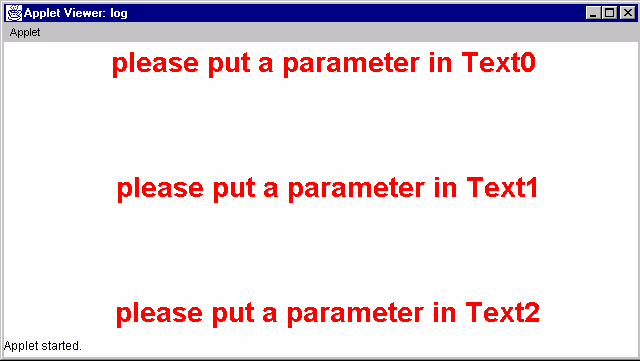 Applet Viewer: log
Applet
please put a parameter in Text0
please put a parameter in Text1
please put a parameter in Text2
Applet started.